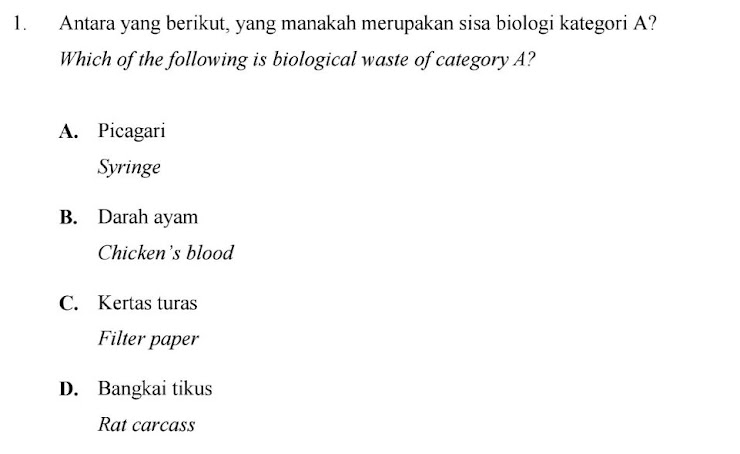 1. Antara yang berikut, yang manakah merupakan sisa biologi kategori A?
Which of the following is biological waste of category A?
A. Picagari
Syringe
B. Darah ayam
Chicken's blood
C. Kertas turas
Filter paper
D. Bangkai tikus
Rat carcass